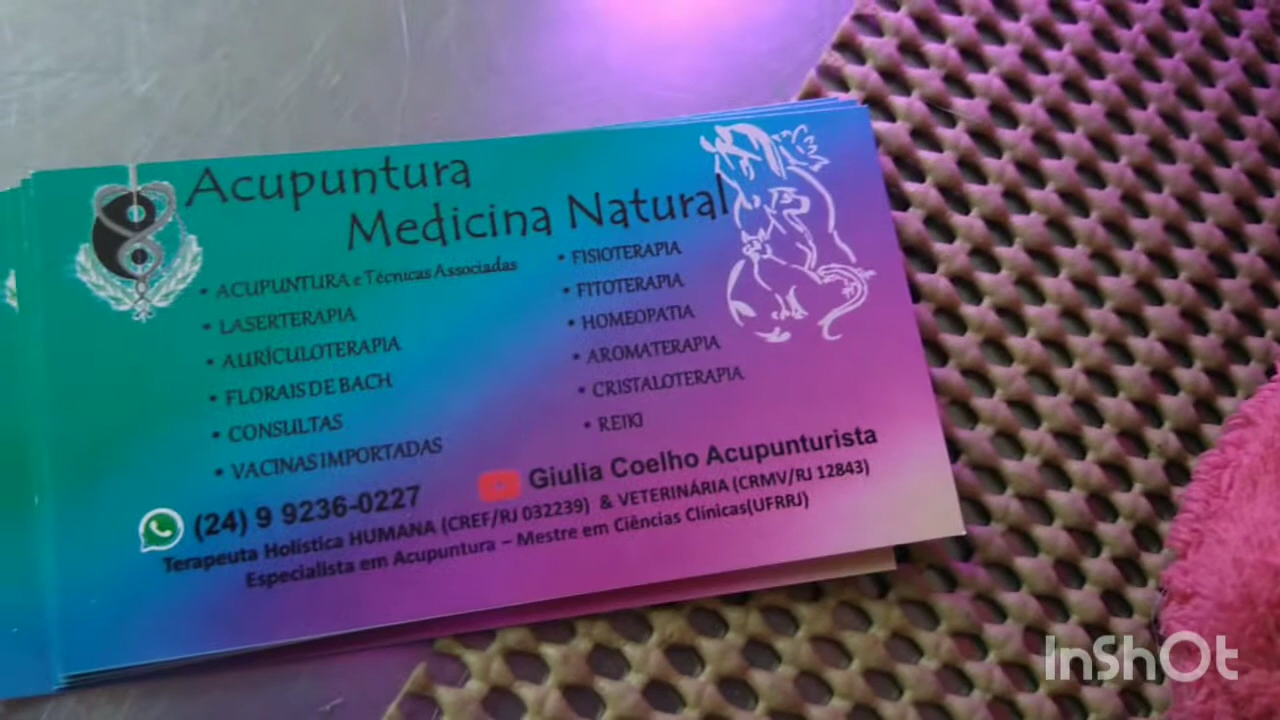 Acupuntura
Medicina Natural
• ACUPUNTURA e Técnicas Associadas
• LASERTERAPIA
• AURÍCULOTERAPIA
• FLORAIS DE BACH
• CONSULTAS
• VACINAS IMPORTADAS
• FISIOTERAPIA
• FITOTERAPIA
• HOMEOPATIA
• AROMATERAPIA
• CRISTALOTERAPIA
• REIKI
(24) 9 9236-0227
Giulia Coelho Acupunturista
Terapeuta Holística HUMANA (CREF/RJ 032239) & VETERINÁRIA (CRMV/RJ 12843)
Especialista em Acupuntura – Mestre em Ciências Clínicas(UFRRJ)
InShOt